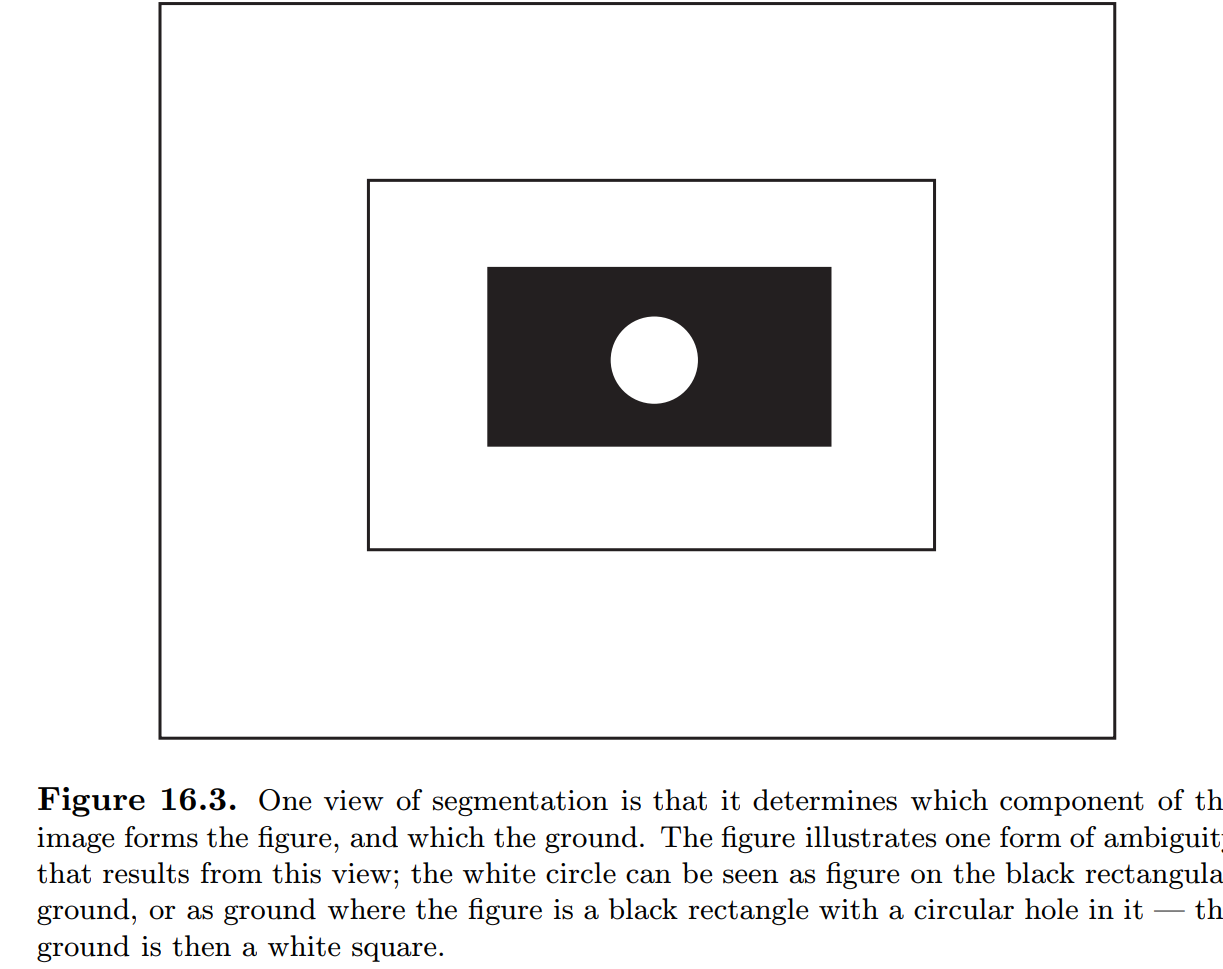 Figure 16.3. One view of segmentation is that it determines which component of th
image forms the figure, and which the ground. The figure illustrates one form of ambiguity
that results from this view; the white circle can be seen as figure on the black rectangula
ground, or as ground where the figure is a black rectangle with a circular hole in it — th
ground is then a white square.